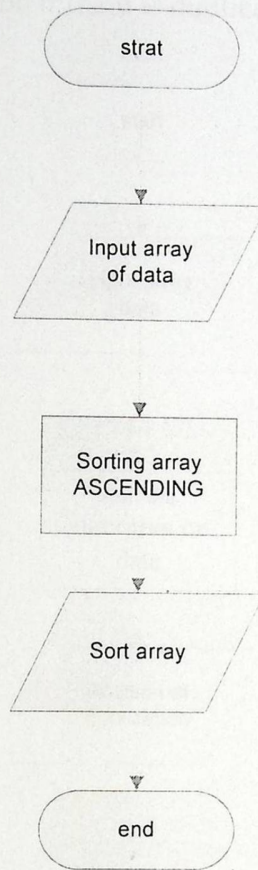 strat
Input array
of data
Sorting array
ASCENDING
Sort array
end